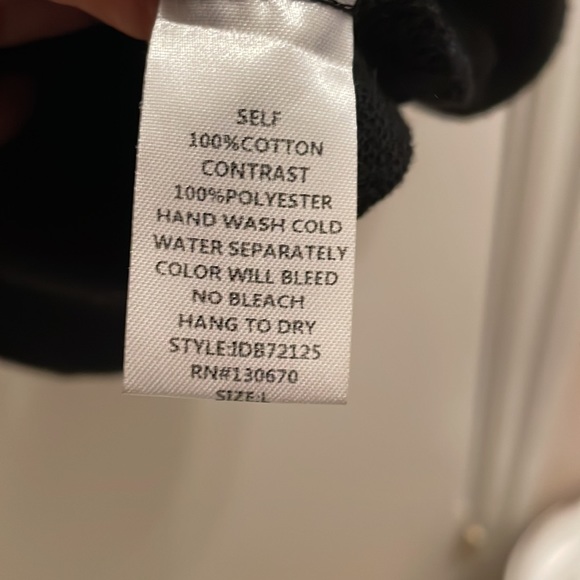 SELF
100%COTTON
CONTRAST
100%POLYESTER
HAND WASH COLD
WATER SEPARATELY
COLOR WILL BLEED
NO BLEACH
HANG TO DRY
STYLE:IDB72125
RN#130670
SIZE:L